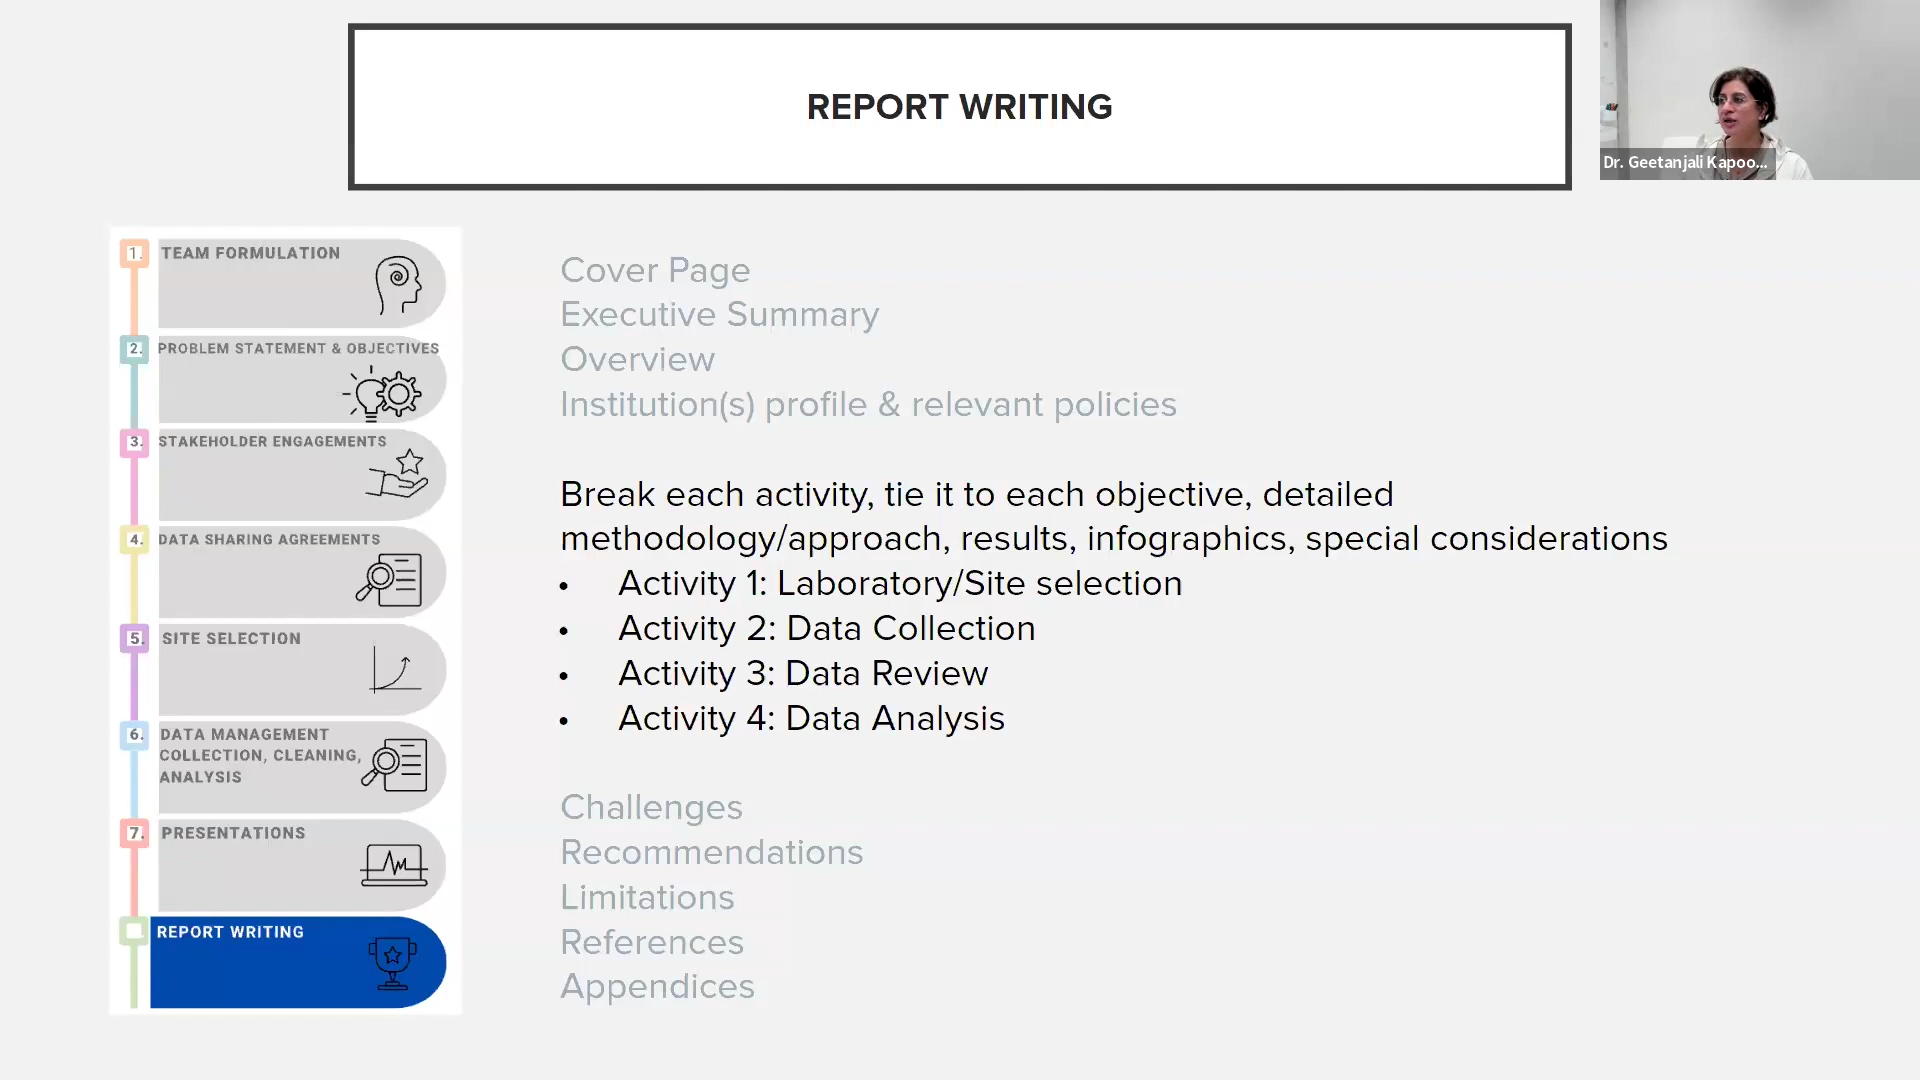 REPORT WRITING
Dr. Geetanjali Kapoo...
1. TEAM FORMULATION
2. PROBLEM STATEMENT & OBJECTIVES
3. STAKEHOLDER ENGAGEMENTS
4. DATA SHARING AGREEMENTS
5. SITE SELECTION
6. DATA MANAGEMENT
COLLECTION, CLEANING,
ANALYSIS
7. PRESENTATIONS
REPORT WRITING
Cover Page
Executive Summary
Overview
Institution(s) profile & relevant policies
Break each activity, tie it to each objective, detailed
methodology/approach, results, infographics, special considerations
• Activity 1: Laboratory/Site selection
• Activity 2: Data Collection
• Activity 3: Data Review
• Activity 4: Data Analysis
Challenges
Recommendations
Limitations
References
Appendices